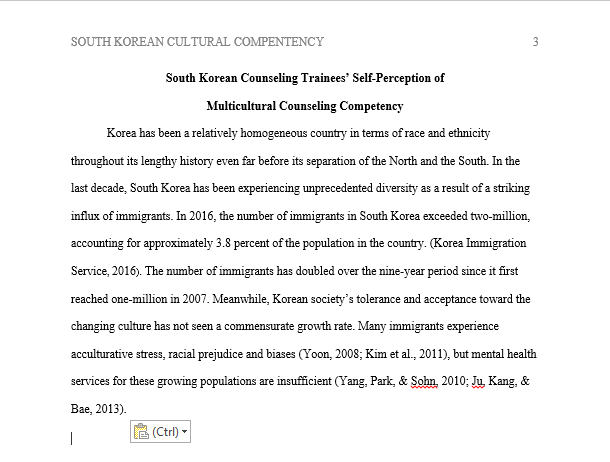 SOUTH KOREAN CULTURAL COMPENTENCY 3
South Korean Counseling Trainees' Self-Perception of
Multicultural Counseling Competency
Korea has been a relatively homogeneous country in terms of race and ethnicity
throughout its lengthy history even far before its separation of the North and the South. In the
last decade, South Korea has been experiencing unprecedented diversity as a result of a striking
influx of immigrants. In 2016, the number of immigrants in South Korea exceeded two-million,
accounting for approximately 3.8 percent of the population in the country. (Korea Immigration
Service, 2016). The number of immigrants has doubled over the nine-year period since it first
reached one-million in 2007. Meanwhile, Korean society's tolerance and acceptance toward the
changing culture has not seen a commensurate growth rate. Many immigrants experience
acculturative stress, racial prejudice and biases (Yoon, 2008; Kim et al., 2011), but mental health
services for these growing populations are insufficient (Yang, Park, & Sohn, 2010; Ju, Kang, &
Bae, 2013).
(Ctrl)